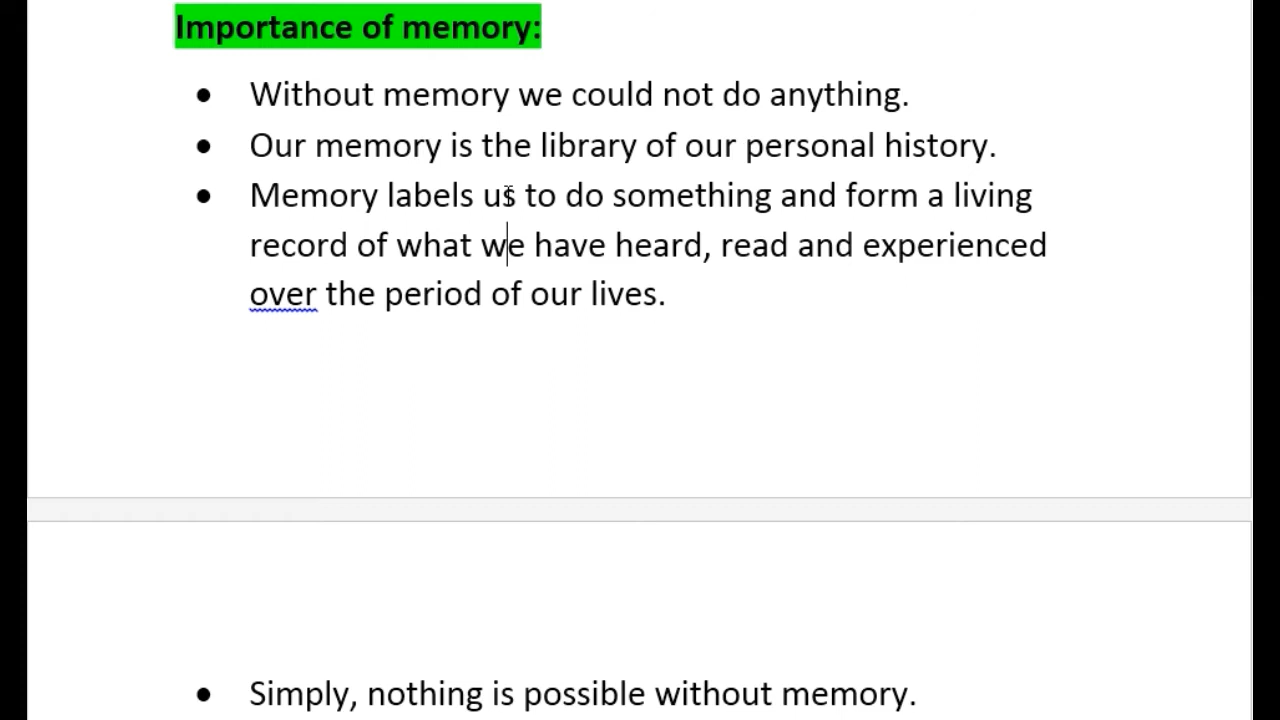 Importance of memory:
• Without memory we could not do anything.
• Our memory is the library of our personal history.
• Memory labels us to do something and form a living
record of what we have heard, read and experienced
over the period of our lives.
• Simply, nothing is possible without memory.